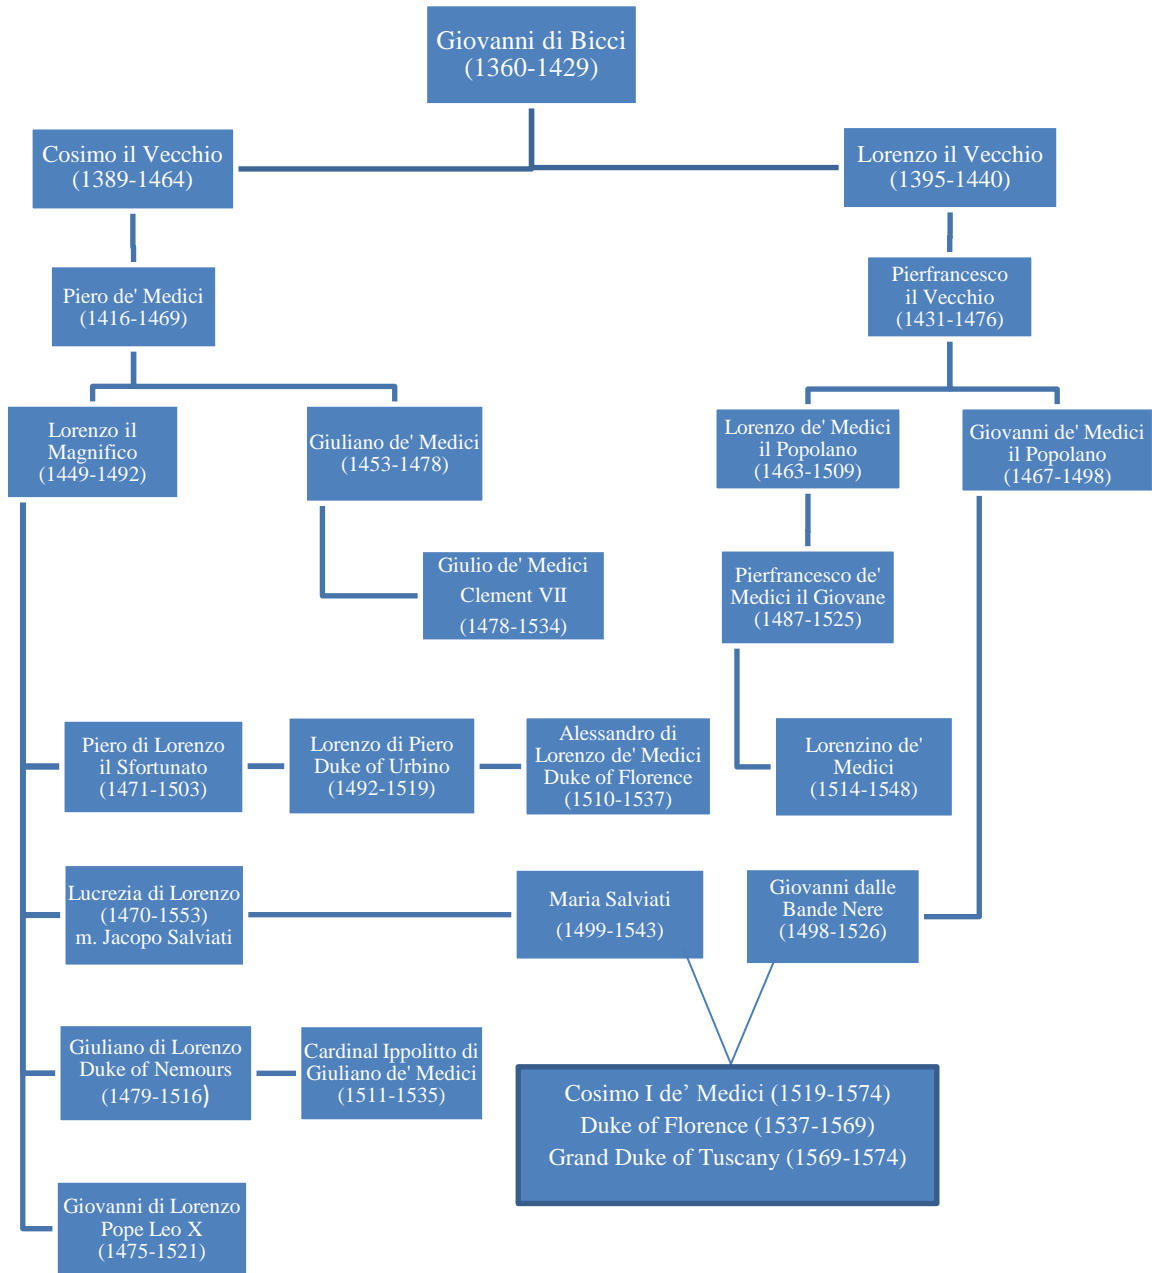 Giovanni di Bicci
(1360-1429)
Cosimo il Vecchio
(1389-1464)
Lorenzo il Vecchio
(1395-1440)
Piero de' Medici
(1416-1469)
Pierfrancesco
il Vecchio
(1431-1476)
Lorenzo il
Magnifico
(1449-1492)
Giuliano de' Medici
(1453-1478)
Lorenzo de' Medici
il Popolano
(1463-1509)
Giovanni de' Medici
il Popolano
(1467-1498)
Giulio de' Medici
Clement VII
(1478-1534)
Pierfrancesco de'
Medici il Giovane
(1487-1525)
Piero di Lorenzo
il Sfortunato
(1471-1503)
Lorenzo di Piero
Duke of Urbino
(1492-1519)
Alessandro di
Lorenzo de' Medici
Duke of Florence
(1510-1537)
Lorenzino de'
Medici
(1514-1548)
Lucrezia di Lorenzo
(1470-1553)
m. Jacopo Salviati
Maria Salviati
(1499-1543)
Giovanni dalle
Bande Nere
(1498-1526)
Giuliano di Lorenzo
Duke of Nemours
(1479-1516)
Cardinal Ippolitto di
Giuliano de' Medici
(1511-1535)
Cosimo I de’ Medici (1519-1574)
Duke of Florence (1537-1569)
Grand Duke of Tuscany (1569-1574)
Giovanni di Lorenzo
Pope Leo X
(1475-1521)